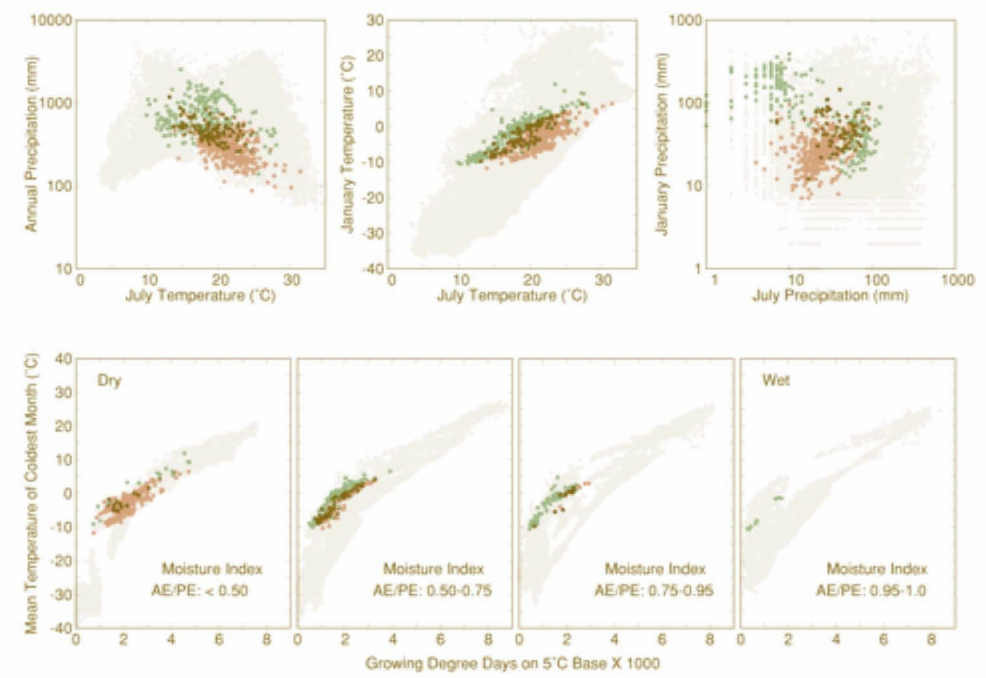 10000
1000
100
10
0
10
20
30
Annual Precipitation (mm)
July Temperature (˚C)
30
20
10
0
-10
-20
-30
-40
0
10
20
30
January Temperature (˚C)
July Temperature (˚C)
1000
100
10
1
1
10
100
1000
January Precipitation (mm)
July Precipitation (mm)
Mean Temperature of Coldest Month (˚C)
40
30
20
10
0
-10
-20
-30
-40
Dry
Moisture Index
AE/PE: < 0.50
0 2 4 6 8
Moisture Index
AE/PE: 0.50-0.75
0 2 4 6 8
Moisture Index
AE/PE: 0.75-0.95
0 2 4 6 8
Wet
Moisture Index
AE/PE: 0.95-1.0
0 2 4 6 8
Growing Degree Days on 5˚C Base X 1000